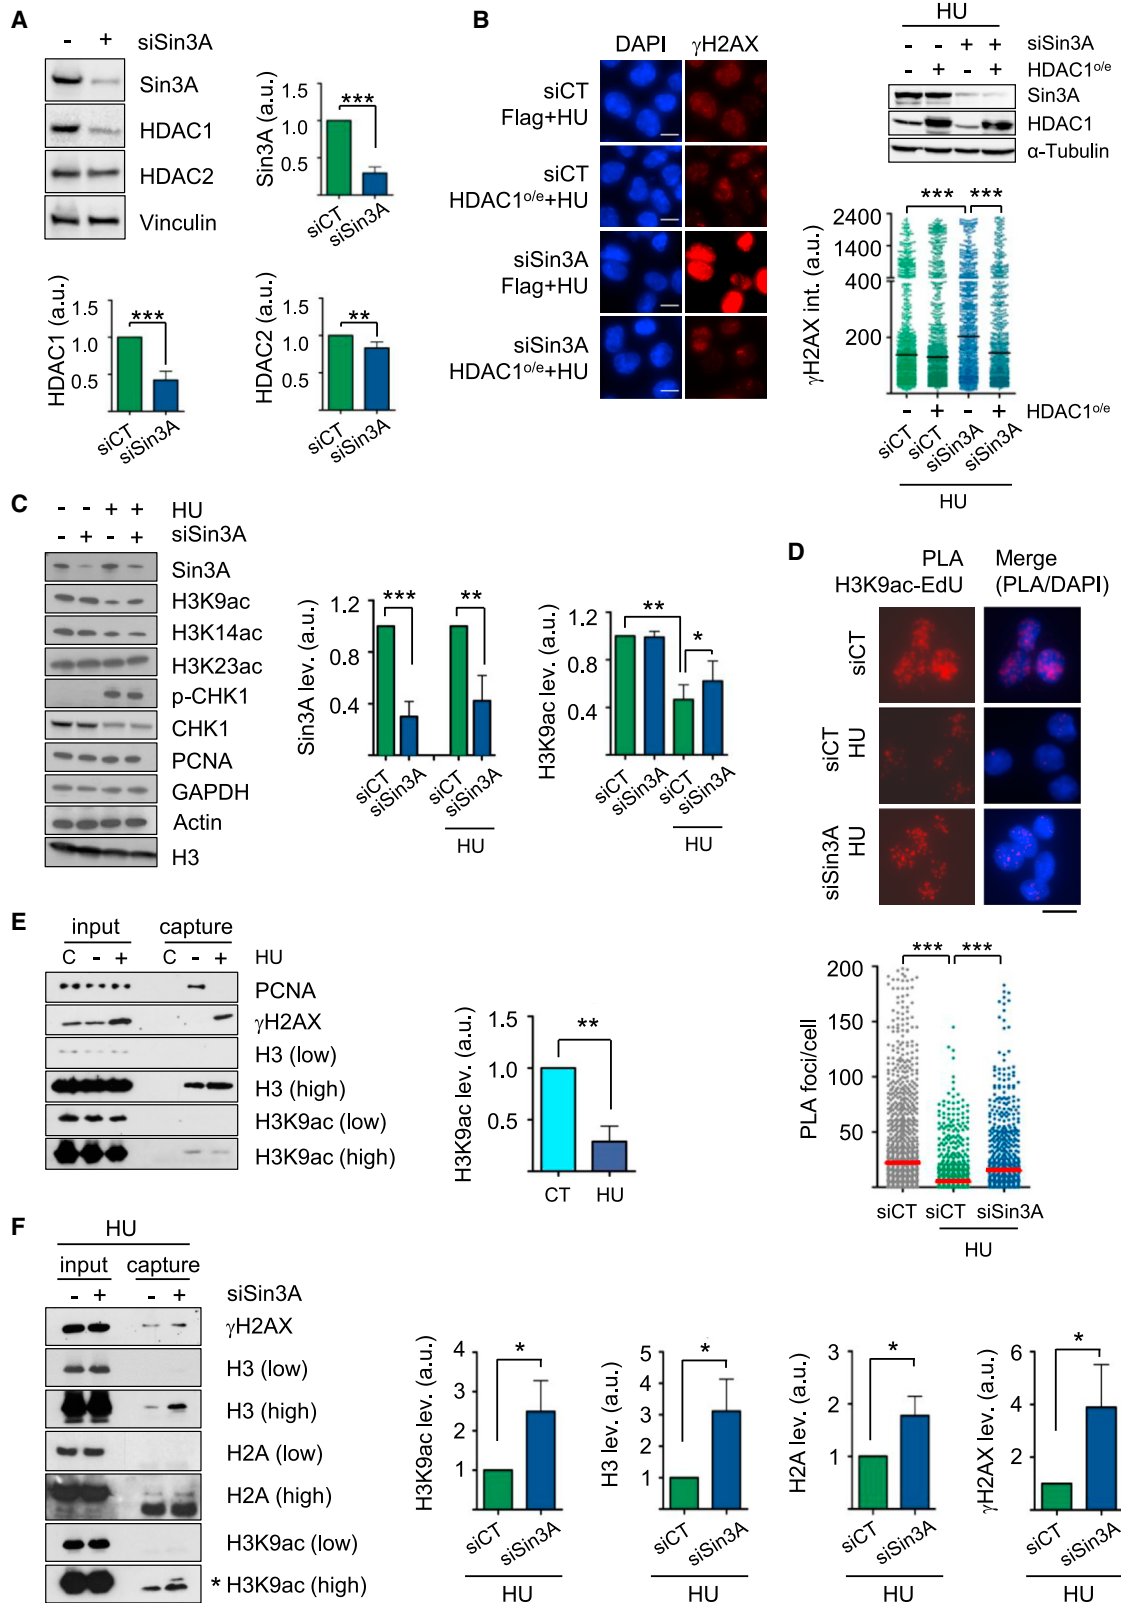 A
- + siSin3A
Sin3A
HDAC1
HDAC2
Vinculin
Sin3A (a.u.)
1.0
0.5
***
siCT
siSin3A
HDAC1 (a.u.)
1.5
1.0
0.5
***
siCT
siSin3A
HDAC2 (a.u.)
1.5
1.0
0.5
**
siCT
siSin3A
B
DAPI γH2AX
siCT
Flag+HU
siCT
HDAC1o/e+HU
siSin3A
Flag+HU
siSin3A
HDAC1o/e+HU
HU
- - + + siSin3A
- + - + HDAC1o/e
Sin3A
HDAC1
α-Tubulin
γH2AX int. (a.u.)
2400
1400
400
200
*** ***
- + - + HDAC1o/e
siCT
siCT
siSin3A
siSin3A
HU
C
- - + + HU
- + - + siSin3A
Sin3A
H3K9ac
H3K14ac
H3K23ac
p-CHK1
CHK1
PCNA
GAPDH
Actin
H3
Sin3A lev. (a.u.)
1.2
0.8
0.4
*** **
siCT
siSin3A
siCT
siSin3A
HU
H3K9ac lev. (a.u.)
1.2
0.8
0.4
**
*
siCT
siSin3A
siCT
siSin3A
HU
D
PLA
H3K9ac-EdU
Merge
(PLA/DAPI)
siCT
siCT
HU
siSin3A
HU
PLA foci/cell
200
150
100
50
*** ***
siCT siCT siSin3A
HU
E
input capture
C - + C - + HU
PCNA
γH2AX
H3 (low)
H3 (high)
H3K9ac (low)
H3K9ac (high)
H3K9ac lev. (a.u.)
1.5
1.0
0.5
**
CT HU
F
HU
input capture
- + - + siSin3A
γH2AX
H3 (low)
H3 (high)
H2A (low)
H2A (high)
H3K9ac (low)
* H3K9ac (high)
H3K9ac lev. (a.u.)
4
3
2
1
*
siCT
siSin3A
HU
H3 lev. (a.u.)
5
4
3
2
1
*
siCT
siSin3A
HU
H2A lev. (a.u.)
3
2
1
*
siCT
siSin3A
HU
γH2AX lev. (a.u.)
6
4
2
*
siCT
siSin3A
HU